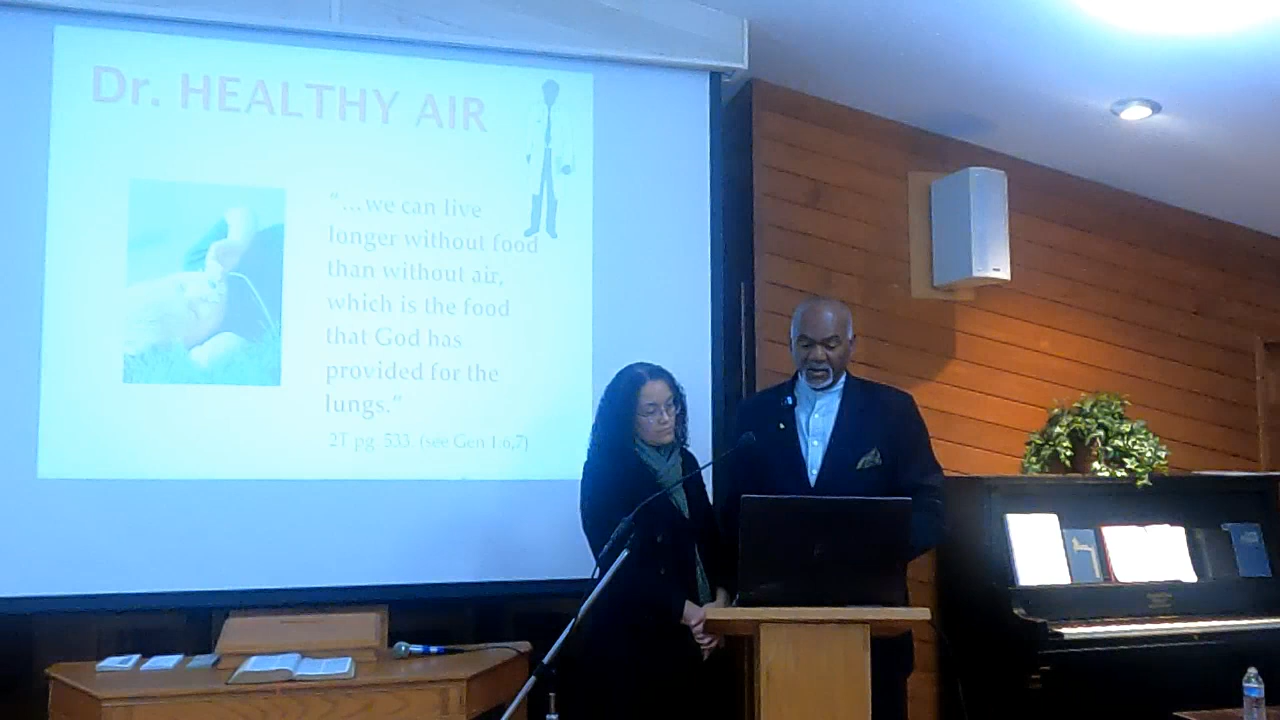 Dr. HEALTHY AIR
"...we can live
longer without food
than without air,
which is the food
that God has
provided for the
lungs."
2T pg. 533. (see Gen 1 6,7)